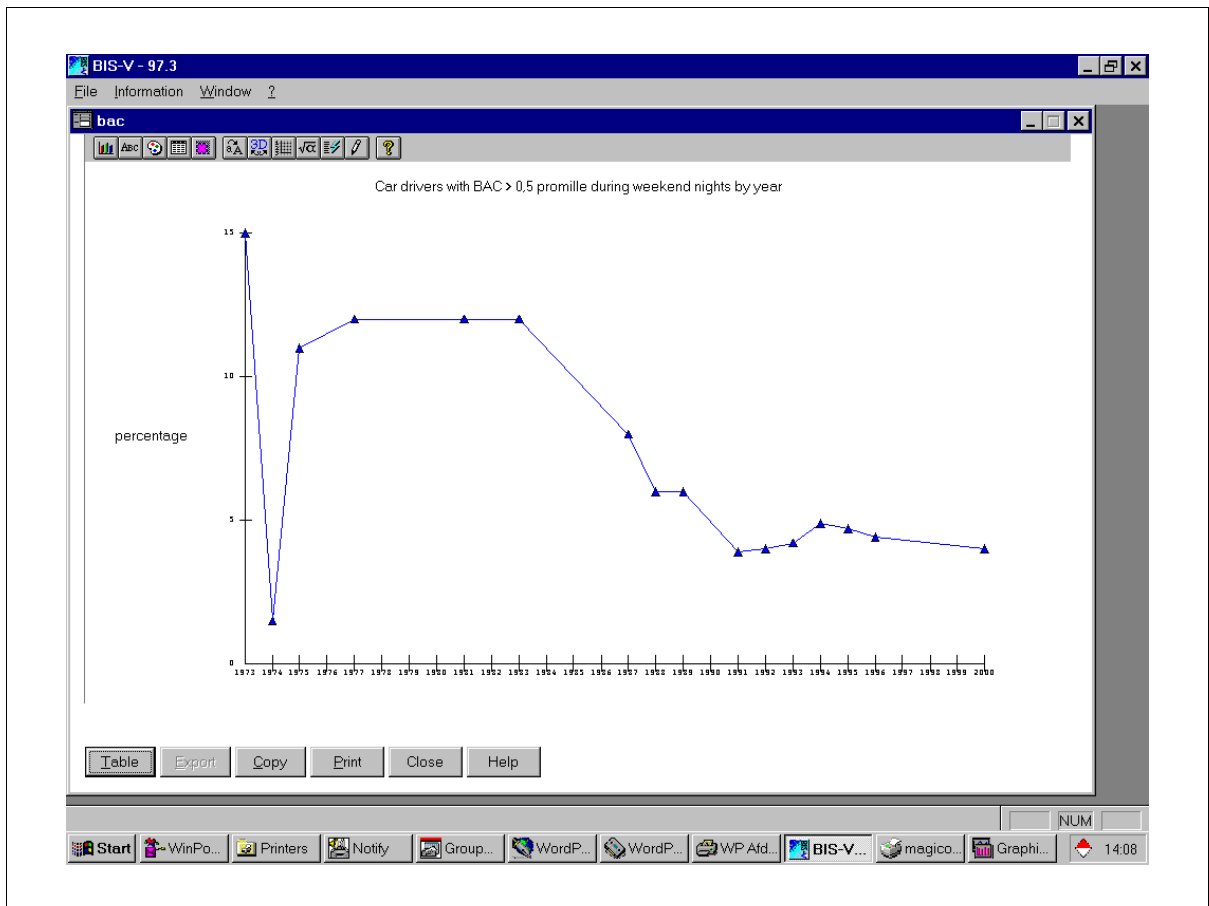 BIS-V - 97.3
File Information Window ?
bac
ABC 3D √α ?
Car drivers with BAC > 0,5 promille during weekend nights by year
15
10
percentage
5
0
1973 1974 1975 1976 1977 1978 1979 1980 1981 1982 1983 1984 1985 1986 1987 1988 1989 1990 1991 1992 1993 1994 1995 1996 1997 1998 1999 2000
Table Export Copy Print Close Help
NUM
Start WinPo... Printers Notify Group... WordP... WordP... WP Afd... BIS-V... magico... Graphi... 14:08